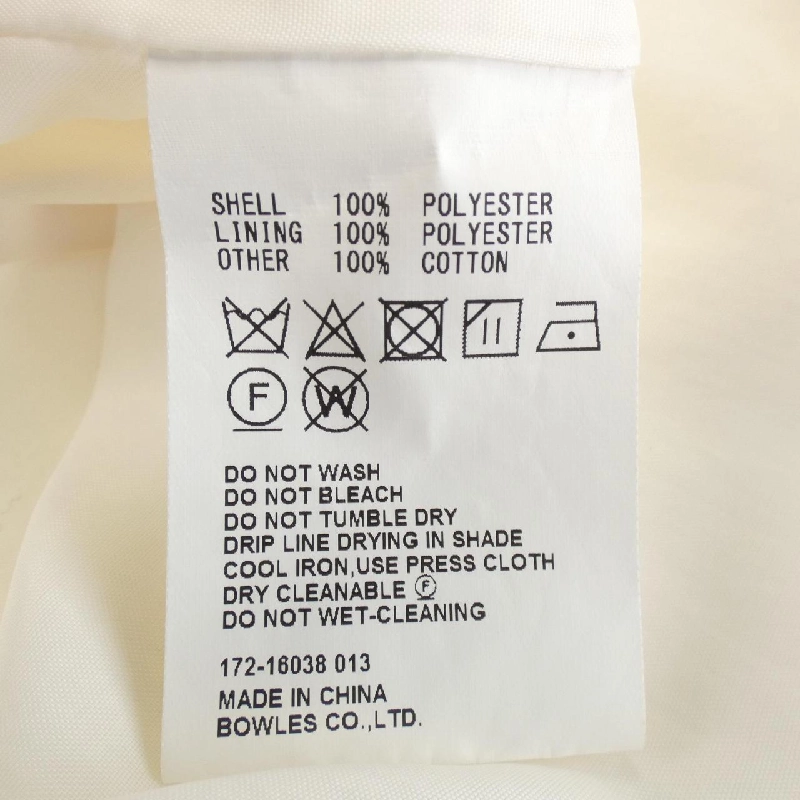 SHELL 100% POLYESTER
LINING 100% POLYESTER
OTHER 100% COTTON
F W
DO NOT WASH
DO NOT BLEACH
DO NOT TUMBLE DRY
DRIP LINE DRYING IN SHADE
COOL IRON,USE PRESS CLOTH
DRY CLEANABLE Ⓕ
DO NOT WET-CLEANING
172-16038 013
MADE IN CHINA
BOWLES CO.,LTD.